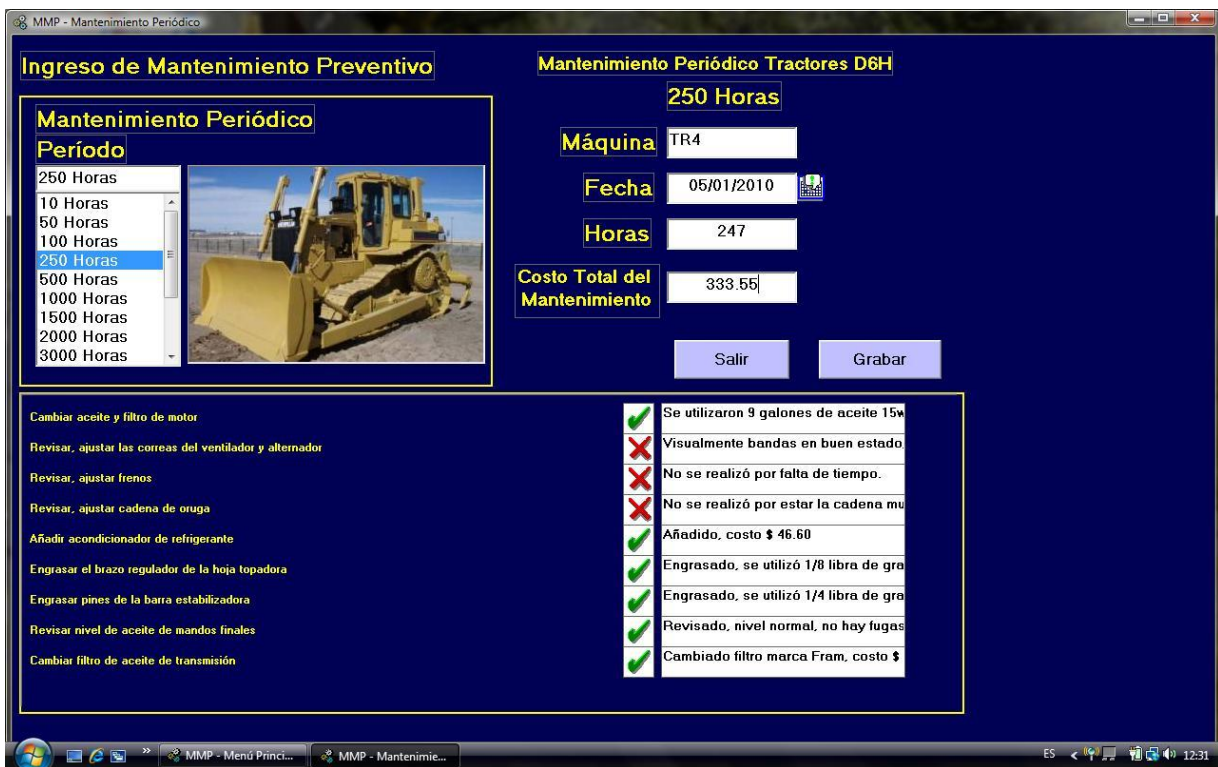 MMP - Mantenimiento Periódico
Ingreso de Mantenimiento Preventivo
Mantenimiento Periódico
Período
250 Horas
10 Horas
50 Horas
100 Horas
250 Horas
500 Horas
1000 Horas
1500 Horas
2000 Horas
3000 Horas
Mantenimiento Periódico Tractores D6H
250 Horas
Máquina TR4
Fecha 05/01/2010
Horas 247
Costo Total del
Mantenimiento 333.55
Salir Grabar
Cambiar aceite y filtro de motor Se utilizaron 9 galones de aceite 15w
Revisar, ajustar las correas del ventilador y alternador Visualmente bandas en buen estado,
Revisar, ajustar frenos No se realizó por falta de tiempo.
Revisar, ajustar cadena de oruga No se realizó por estar la cadena mu
Añadir acondicionador de refrigerante Añadido, costo $ 46.60
Engrasar el brazo regulador de la hoja topadora Engrasado, se utilizó 1/8 libra de gra
Engrasar pines de la barra estabilizadora Engrasado, se utilizó 1/4 libra de gra
Revisar nivel de aceite de mandos finales Revisado, nivel normal, no hay fugas
Cambiar filtro de aceite de transmisión Cambiado filtro marca Fram, costo $
MMP - Menú Princi... MMP - Mantenimie... ES 12:31